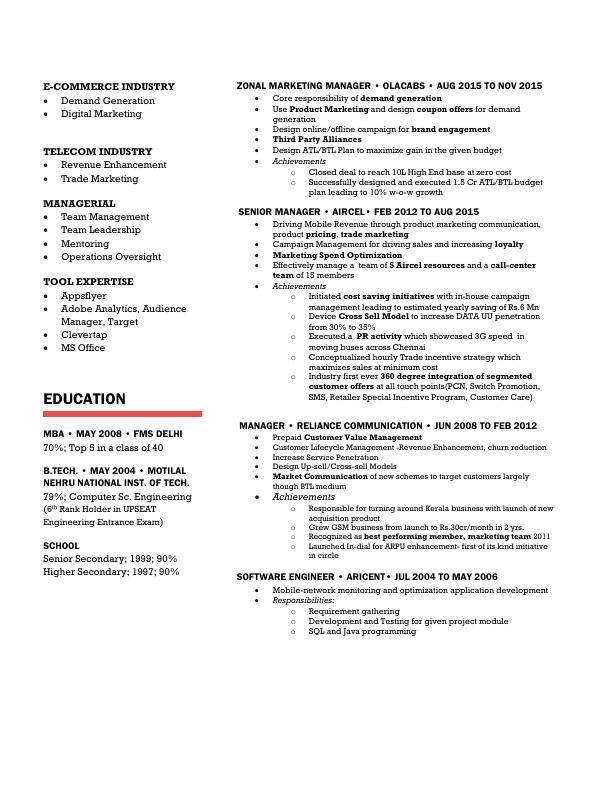 E-COMMERCE INDUSTRY
• Demand Generation
• Digital Marketing
TELECOM INDUSTRY
• Revenue Enhancement
• Trade Marketing
MANAGERIAL
• Team Management
• Team Leadership
• Mentoring
• Operations Oversight
TOOL EXPERTISE
• Appsflyer
• Adobe Analytics, Audience
Manager, Target
• Clevertap
• MS Office
EDUCATION
MBA • MAY 2008 • FMS DELHI
70%; Top 5 in a class of 40
B.TECH. • MAY 2004 • MOTILAL
NEHRU NATIONAL INST. OF TECH.
79%; Computer Sc. Engineering
(6th Rank Holder in UPSEAT
Engineering Entrance Exam)
SCHOOL
Senior Secondary; 1999; 90%
Higher Secondary; 1997; 90%
ZONAL MARKETING MANAGER • OLACABS • AUG 2015 TO NOV 2015
• Core responsibility of demand generation
• Use Product Marketing and design coupon offers for demand
generation
• Design online/offline campaign for brand engagement
• Third Party Alliances
• Design ATL/BTL Plan to maximize gain in the given budget
• Achievements
o Closed deal to reach 10L High End base at zero cost
o Successfully designed and executed 1.5 Cr ATL/BTL budget
plan leading to 10% w-o-w growth
SENIOR MANAGER • AIRCEL• FEB 2012 TO AUG 2015
• Driving Mobile Revenue through product marketing communication,
product pricing, trade marketing
• Campaign Management for driving sales and increasing loyalty
• Marketing Spend Optimization
• Effectively manage a team of 5 Aircel resources and a call-center
team of 15 members
• Achievements
o Initiated cost saving initiatives with in-house campaign
management leading to estimated yearly saving of Rs.6 Mn
o Device Cross Sell Model to increase DATA UU penetration
from 30% to 35%
o Executed a PR activity which showcased 3G speed in
moving buses across Chennai
o Conceptualized hourly Trade incentive strategy which
maximizes sales at minimum cost
o Industry first ever 360 degree integration of segmented
customer offers at all touch points(PCN, Switch Promotion,
SMS, Retailer Special Incentive Program, Customer Care)
MANAGER • RELIANCE COMMUNICATION • JUN 2008 TO FEB 2012
• Prepaid Customer Value Management
• Customer Lifecycle Management -Revenue Enhancement, churn reduction
• Increase Service Penetration
• Design Up-sell/Cross-sell Models
• Market Communication of new schemes to target customers largely
though BTL medium
• Achievements
o Responsible for turning around Kerala business with launch of new
acquisition product
o Grew GSM business from launch to Rs.30cr/month in 2 yrs.
o Recognized as best performing member, marketing team 2011
o Launched In-dial for ARPU enhancement- first of its kind initiative
in circle
SOFTWARE ENGINEER • ARICENT• JUL 2004 TO MAY 2006
• Mobile-network monitoring and optimization application development
• Responsibilities:
o Requirement gathering
o Development and Testing for given project module
o SQL and Java programming